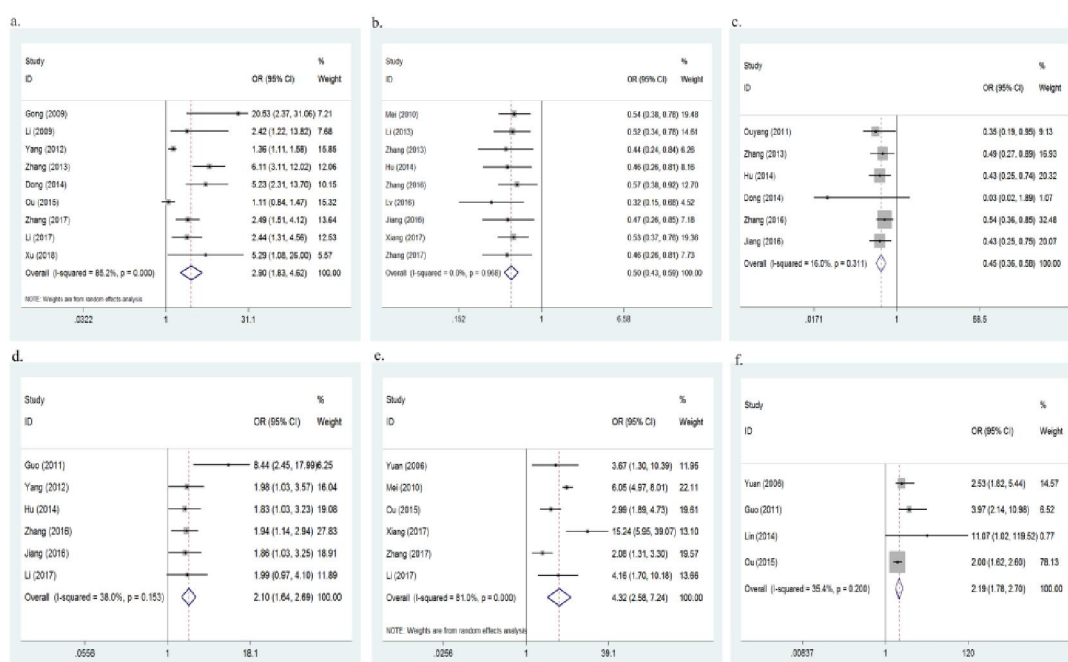 a.
Study
%
ID
OR (95% CI)
Weight
Gong (2009)
20.53 (2.37, 31.06) 7.21
Li (2009)
2.42 (1.22, 13.82) 7.68
Yang (2012)
1.36 (1.11, 1.58) 15.85
Zhang (2013)
6.11 (3.11, 12.02) 12.06
Dong (2014)
5.23 (2.31, 13.70) 10.15
Ou (2015)
1.11 (0.84, 1.47) 15.32
Zhang (2017)
2.49 (1.51, 4.12) 13.64
Li (2017)
2.44 (1.31, 4.56) 12.53
Xu (2018)
5.29 (1.08, 26.00) 5.57
Overall (I-squared = 85.2%, p = 0.000)
2.90 (1.83, 4.62) 100.00
NOTE: Weights are from random effects analysis
.0322
1
31.1
b.
Study
%
ID
OR (95% CI)
Weight
Mei (2010)
0.54 (0.38, 0.78) 19.48
Li (2013)
0.52 (0.34, 0.78) 14.61
Zhang (2013)
0.44 (0.24, 0.84) 6.26
Hu (2014)
0.46 (0.26, 0.81) 8.16
Zhang (2016)
0.57 (0.38, 0.92) 12.70
Lv (2016)
0.32 (0.15, 0.68) 4.52
Jiang (2016)
0.47 (0.26, 0.85) 7.18
Xiang (2017)
0.53 (0.37, 0.76) 19.36
Zhang (2017)
0.46 (0.26, 0.81) 7.73
Overall (I-squared = 0.0%, p = 0.968)
0.50 (0.43, 0.59) 100.00
.152
1
6.58
c.
Study
%
ID
OR (95% CI)
Weight
Ouyang (2011)
0.35 (0.19, 0.85) 9.13
Zhang (2013)
0.49 (0.27, 0.89) 16.93
Hu (2014)
0.43 (0.25, 0.74) 20.32
Dong (2014)
0.03 (0.02, 1.89) 1.07
Zhang (2016)
0.54 (0.36, 0.85) 32.48
Jiang (2016)
0.43 (0.25, 0.75) 20.07
Overall (I-squared = 16.0%, p = 0.311)
0.45 (0.36, 0.58) 100.00
.0171
1
58.5
d.
Study
%
ID
OR (95% CI)
Weight
Guo (2011)
8.44 (2.45, 17.99)6.25
Yang (2012)
1.98 (1.03, 3.57) 16.04
Hu (2014)
1.83 (1.03, 3.23) 19.08
Zhang (2016)
1.94 (1.14, 2.94) 27.83
Jiang (2016)
1.86 (1.03, 3.25) 18.91
Li (2017)
1.99 (0.97, 4.10) 11.89
Overall (I-squared = 38.0%, p = 0.153)
2.10 (1.64, 2.69) 100.00
.0556
1
18.1
e.
Study
%
ID
OR (95% CI)
Weight
Yuan (2006)
3.67 (1.30, 10.39) 11.95
Mei (2010)
6.05 (4.97, 8.01) 22.11
Ou (2015)
2.99 (1.89, 4.73) 19.61
Xiang (2017)
15.24 (5.95, 39.07) 13.10
Zhang (2017)
2.08 (1.31, 3.30) 19.57
Li (2017)
4.16 (1.70, 10.18) 13.66
Overall (I-squared = 81.0%, p = 0.000)
4.32 (2.58, 7.24) 100.00
NOTE: Weights are from random effects analysis
.0256
1
39.1
f.
Study
%
ID
OR (95% CI)
Weight
Yuan (2006)
2.53 (1.82, 5.44) 14.57
Guo (2011)
3.97 (2.14, 10.98) 6.52
Lin (2014)
11.07 (1.02, 119.52) 0.77
Ou (2015)
2.00 (1.62, 2.60) 78.13
Overall (I-squared = 35.4%, p = 0.200)
2.19 (1.78, 2.70) 100.00
.00837
1
120